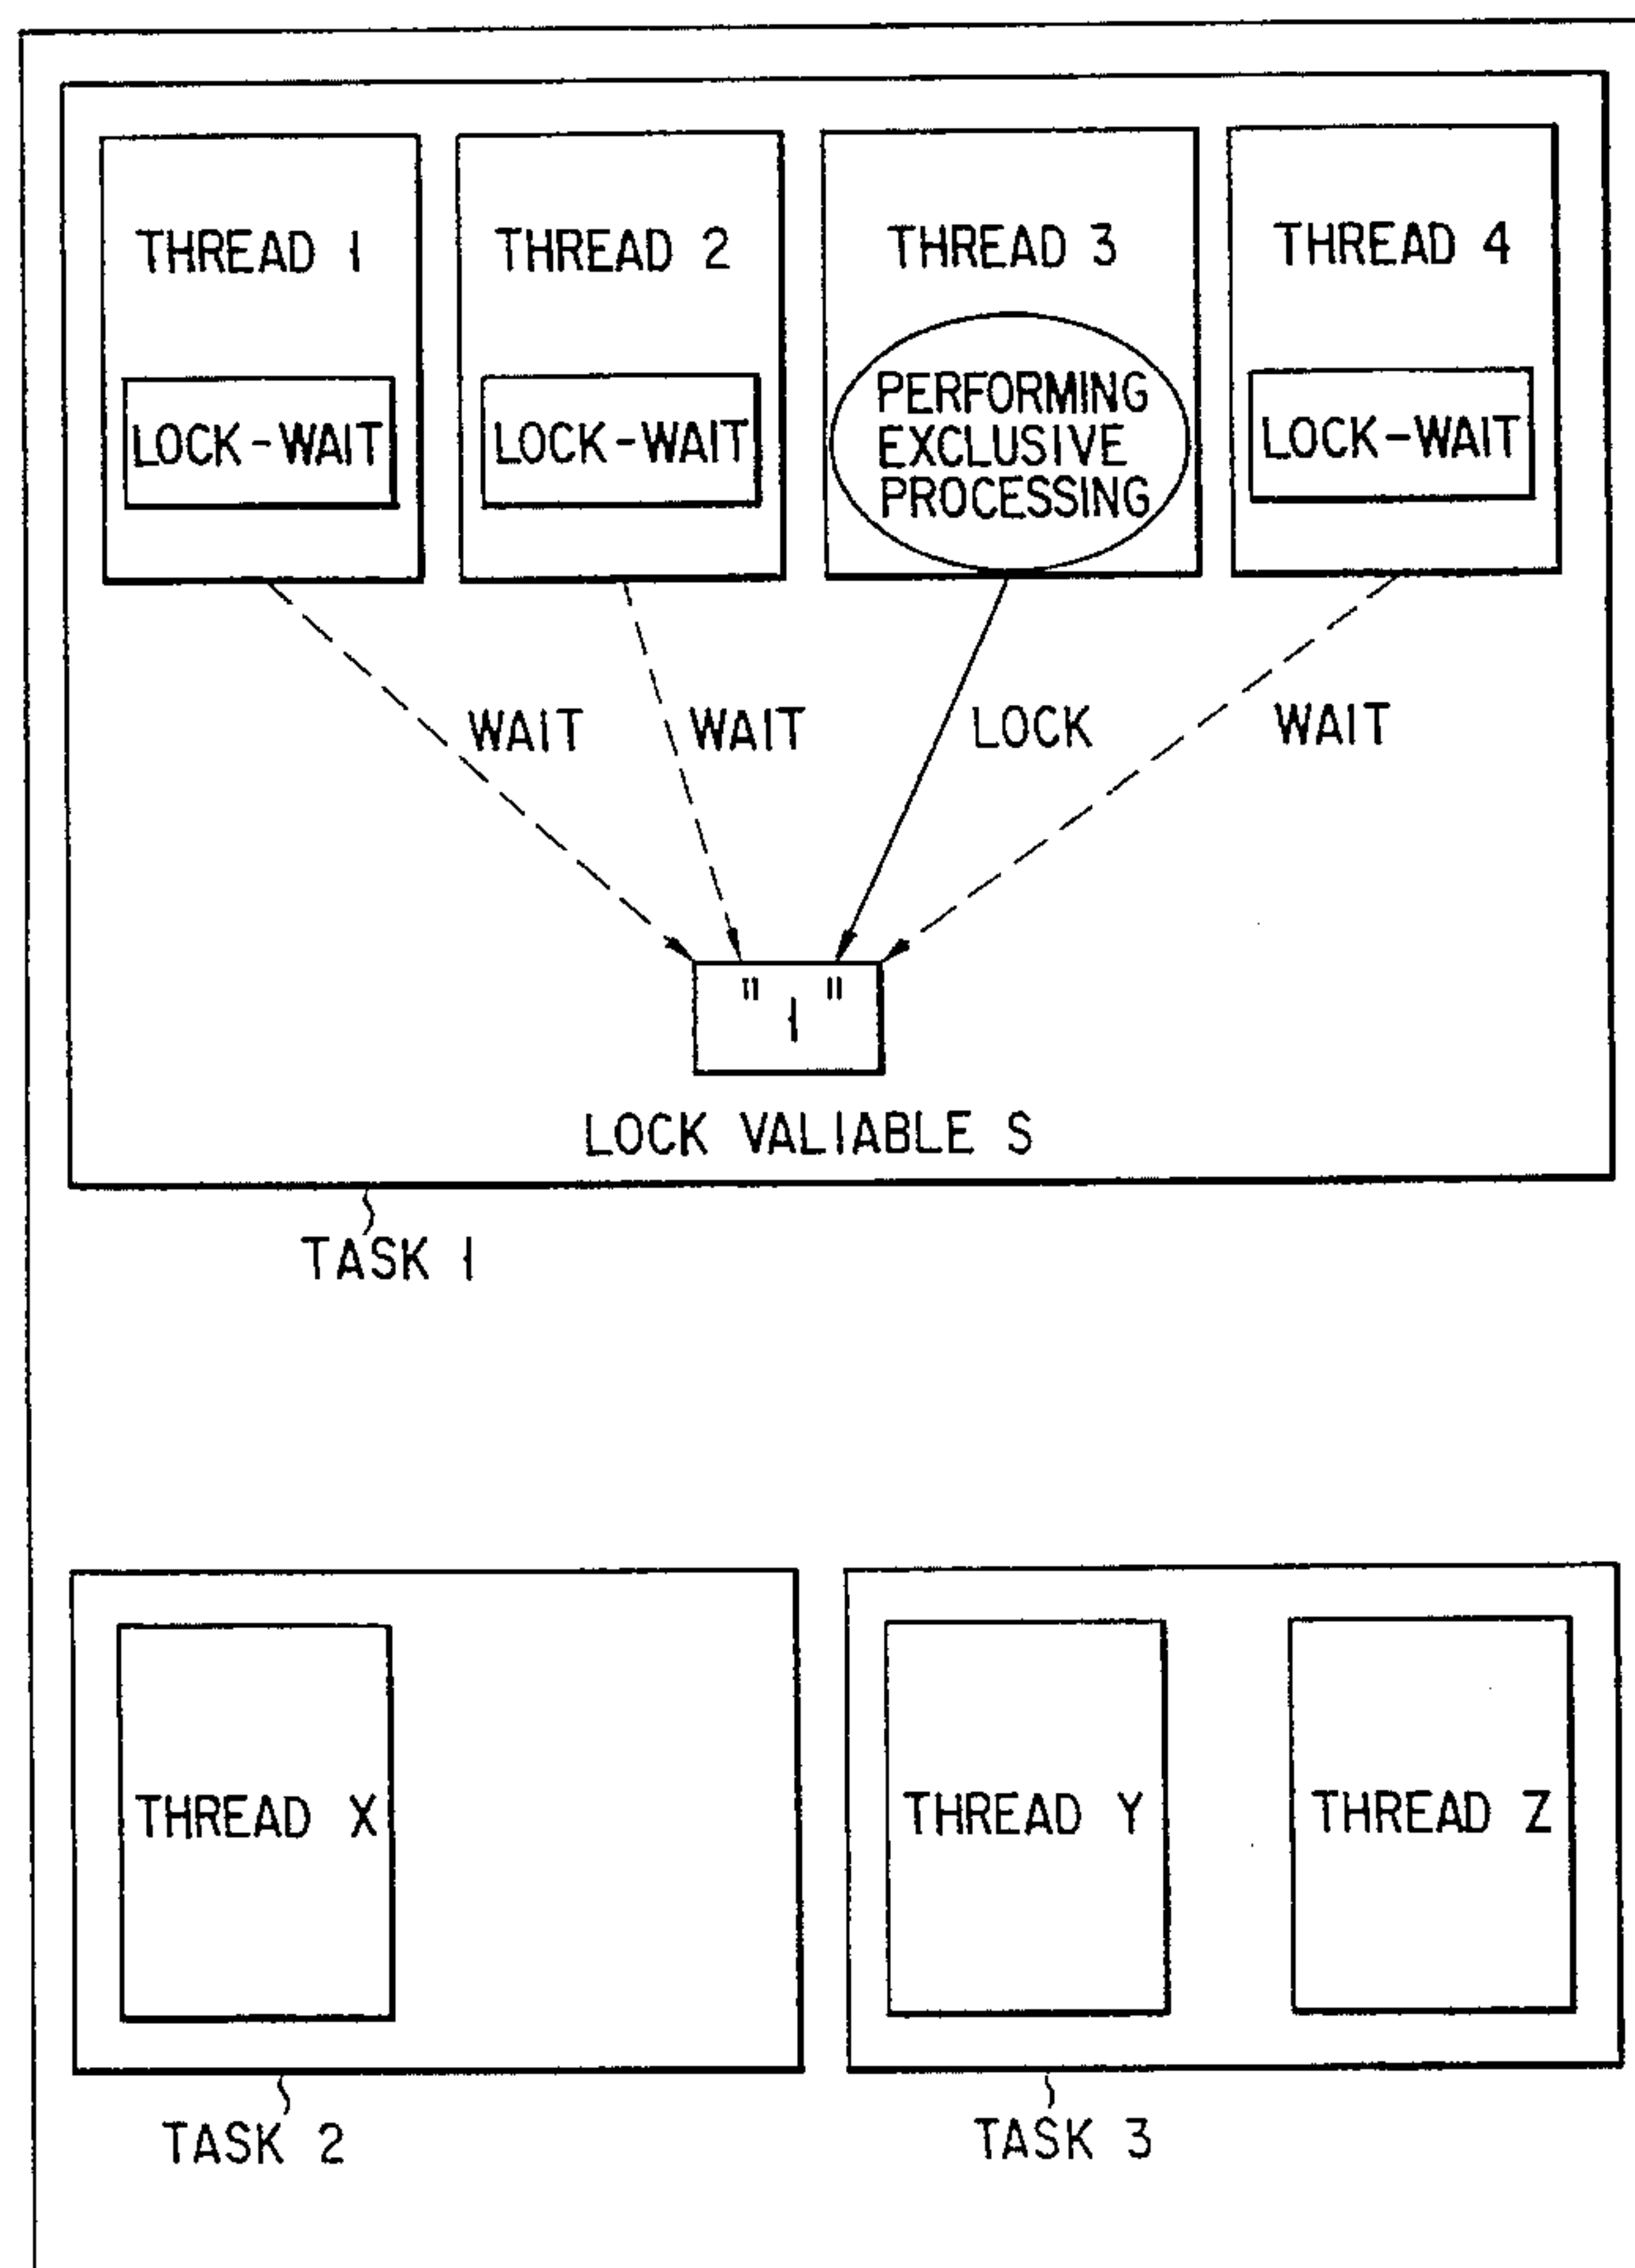 THREAD 1
THREAD 2
THREAD 3
THREAD 4
LOCK-WAIT
LOCK-WAIT
PERFORMING
EXCLUSIVE
PROCESSING
LOCK-WAIT
WAIT
WAIT
LOCK
WAIT
"1"
LOCK VALIABLE S
TASK 1
THREAD X
THREAD Y
THREAD Z
TASK 2
TASK 3